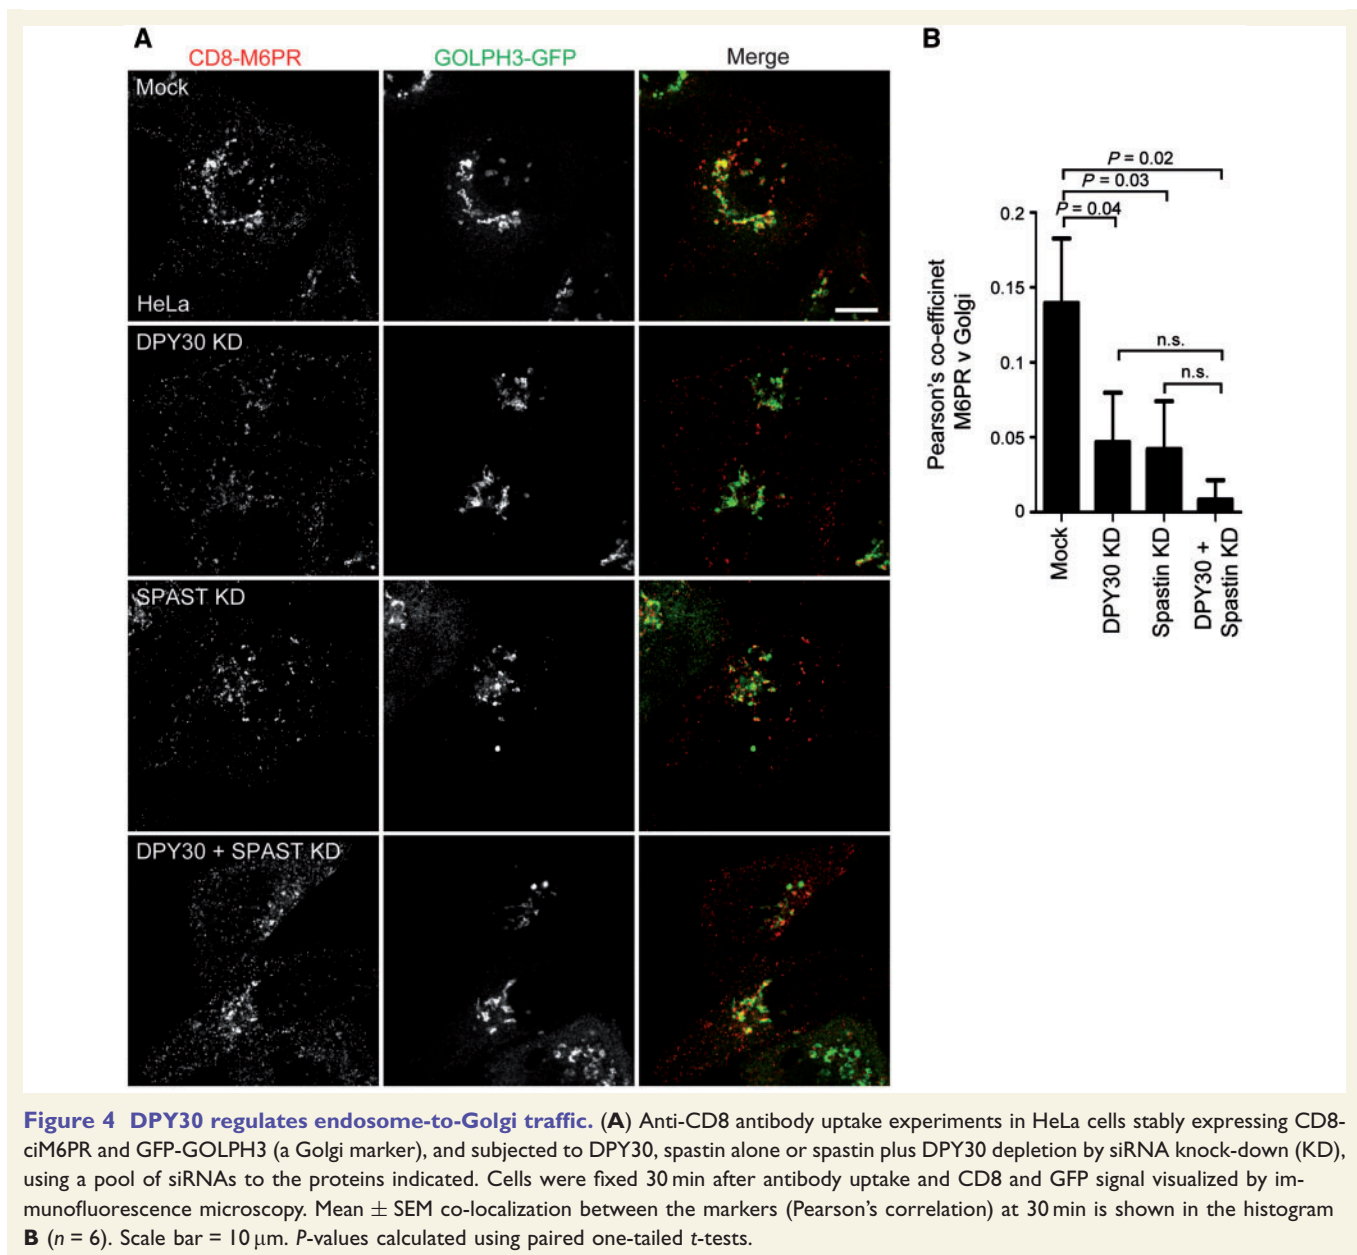 A
CD8-M6PR
GOLPH3-GFP
Merge
Mock
HeLa
DPY30 KD
SPAST KD
DPY30 + SPAST KD
B
P = 0.02
P = 0.03
P = 0.04
n.s.
n.s.
0.2
0.15
0.1
0.05
0
Pearson's co-efficinet
M6PR v Golgi
Mock
DPY30 KD
Spastin KD
DPY30 +
Spastin KD
Figure 4 DPY30 regulates endosome-to-Golgi traffic. (A) Anti-CD8 antibody uptake experiments in HeLa cells stably expressing CD8-
ciM6PR and GFP-GOLPH3 (a Golgi marker), and subjected to DPY30, spastin alone or spastin plus DPY30 depletion by siRNA knock-down (KD),
using a pool of siRNAs to the proteins indicated. Cells were fixed 30 min after antibody uptake and CD8 and GFP signal visualized by im-
munofluorescence microscopy. Mean ± SEM co-localization between the markers (Pearson's correlation) at 30 min is shown in the histogram
B (n = 6). Scale bar = 10 μm. P-values calculated using paired one-tailed t-tests.